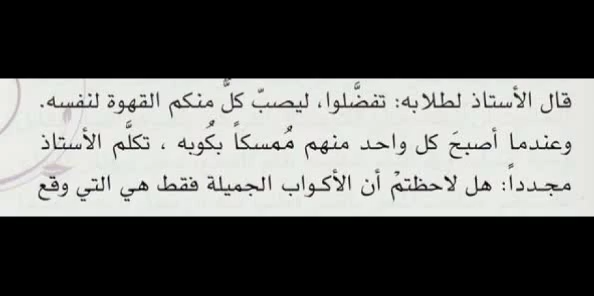 قال الأستاذ لطلابه: تفضَّلوا، ليصبّ كلٌّ منكم القهوة لنفسه.
وعندما أصبحَ كل واحد منهم مُمسكاً بكُوبه ، تكلَّم الأستاذ
مجدداً: هل لاحظتمْ أن الأكواب الجميلة فقط هي التي وقع